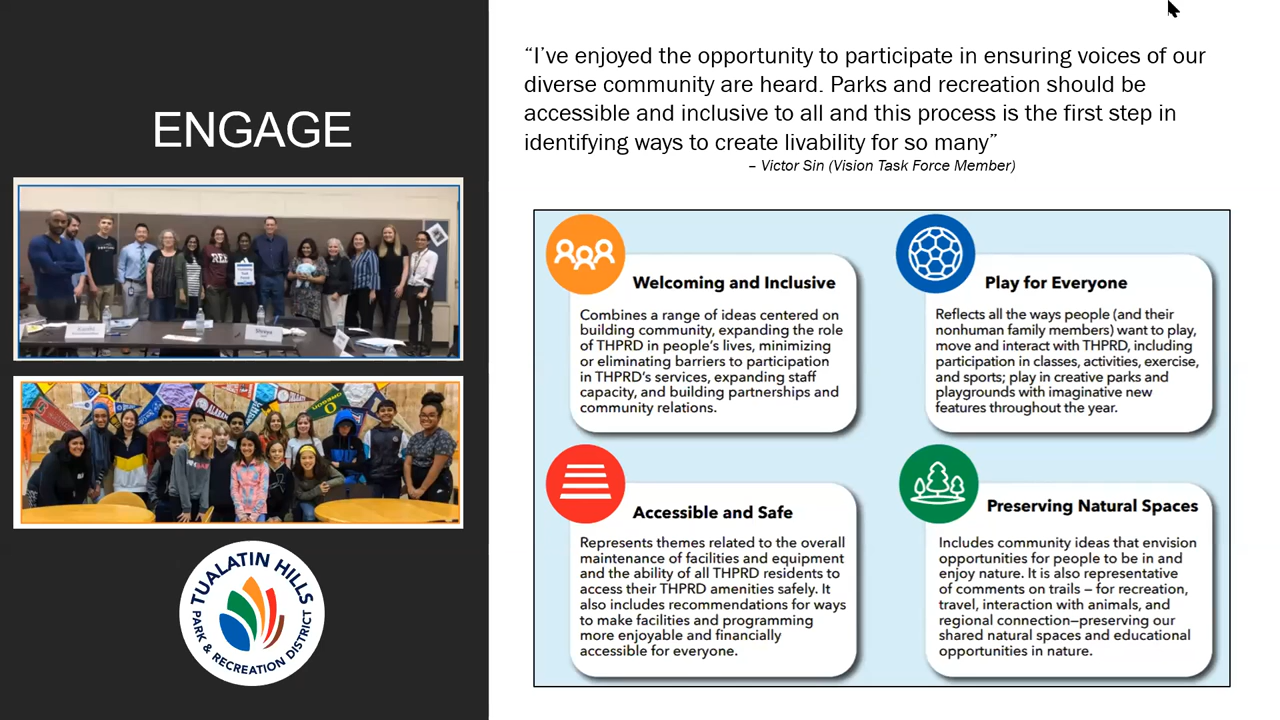 ENGAGE
TUALATIN HILLS
PARK & RECREATION DISTRICT
“I’ve enjoyed the opportunity to participate in ensuring voices of our
diverse community are heard. Parks and recreation should be
accessible and inclusive to all and this process is the first step in
identifying ways to create livability for so many”
– Victor Sin (Vision Task Force Member)
Welcoming and Inclusive
Combines a range of ideas centered on
building community, expanding the role
of THPRD in people’s lives, minimizing
or eliminating barriers to participation
in THPRD’s services, expanding staff
capacity, and building partnerships and
community relations.
Play for Everyone
Reflects all the ways people (and their
nonhuman family members) want to play,
move and interact with THPRD, including
participation in classes, activities, exercise,
and sports; play in creative parks and
playgrounds with imaginative new
features throughout the year.
Accessible and Safe
Represents themes related to the overall
maintenance of facilities and equipment
and the ability of all THPRD residents to
access their THPRD amenities safely. It
also includes recommendations for ways
to make facilities and programming
more enjoyable and financially
accessible for everyone.
Preserving Natural Spaces
Includes community ideas that envision
opportunities for people to be in and
enjoy nature. It is also representative
of comments on trails – for recreation,
travel, interaction with animals, and
regional connection—preserving our
shared natural spaces and educational
opportunities in nature.